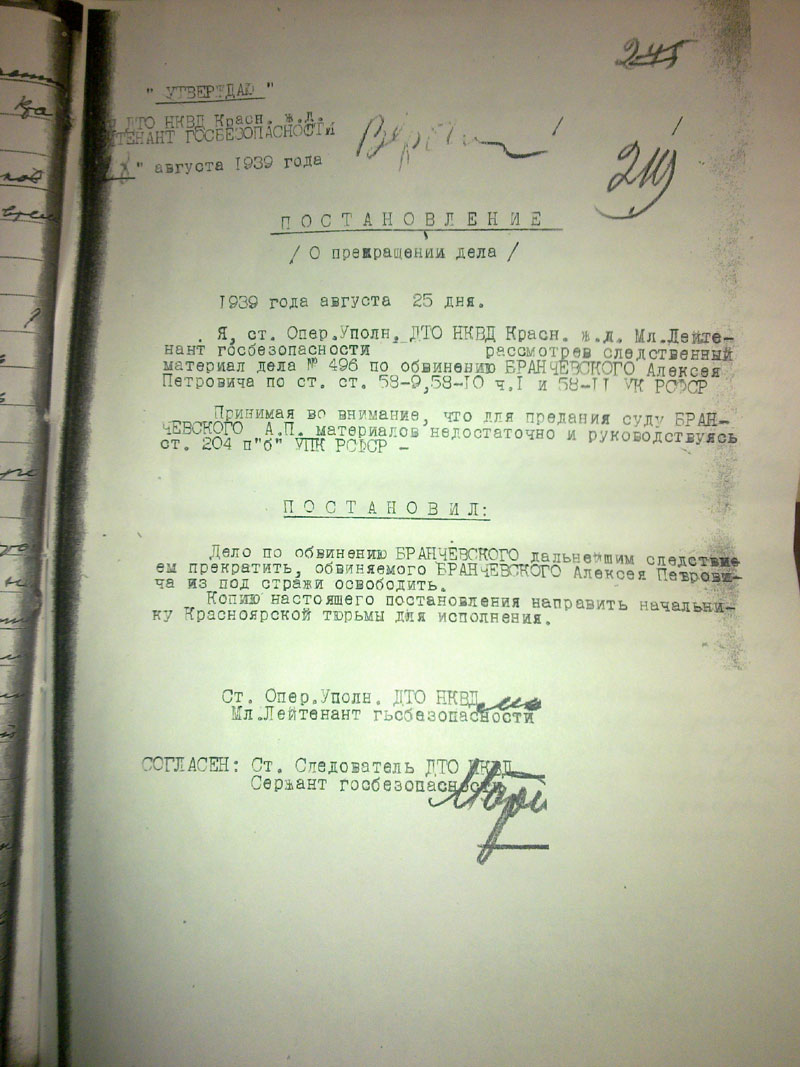 245
" УТВЕРЖДАЮ "
ДТО НКВД Красн. ж.д.
ТЕНАНТ ГОСБЕЗОПАСНОСТИ
" августа 1939 года
/ /
210
ПОСТАНОВЛЕНИЕ
/ О прекращении дела /
1939 года августа 25 дня.
Я, ст. Опер.Уполн. ДТО НКВД Красн. ж.д. Мл.Лейте-
нант госбезопасности рассмотрев следственный
материал дела № 496 по обвинению БРАНЧЕВСКОГО Алексея
Петровича по ст. ст. 58-9,58-10 ч.I и 58-11 УК РСФСР
Принимая во внимание, что для предания суду БРАН-
ЧЕВСКОГО А.П. материалов недостаточно и руководствуясь
ст. 204 п"б" УПК РСФСР -
ПОСТАНОВИЛ:
Дело по обвинению БРАНЧЕВСКОГО дальнейшим следствие
ем прекратить, обвиняемого БРАНЧЕВСКОГО Алексея Петрови-
ча из под стражи освободить.
Копию настоящего постановления направить начальни-
ку Красноярской тюрьмы для исполнения.
Ст. Опер.Уполн. ДТО НКВД
Мл.Лейтенант гьсбезопасности
СОГЛАСЕН: Ст. Следователь ДТО НКВД
Сержант госбезопасности